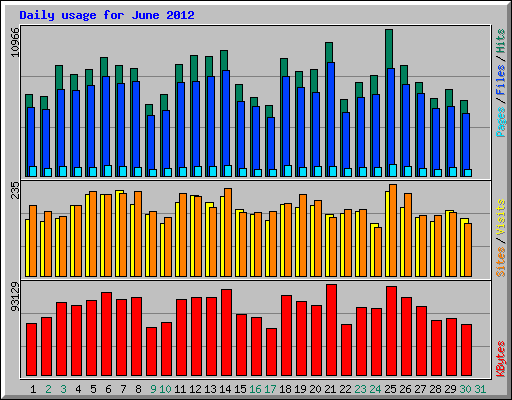 Daily usage for June 2012
10966
Pages / Files / Hits
235
Sites / Visits
93129
KBytes
1 2 3 4 5 6 7 8 9 10 11 12 13 14 15 16 17 18 19 20 21 22 23 24 25 26 27 28 29 30 31